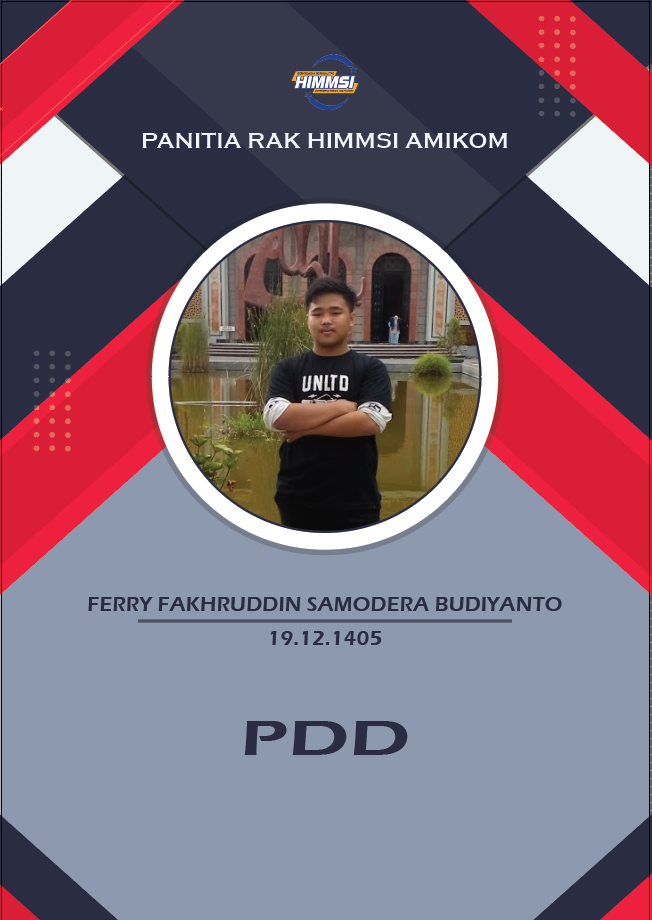 HIMMSI
PANITIA RAK HIMMSI AMIKOM
UNLTD
FERRY FAKHRUDDIN SAMODERA BUDIYANTO
19.12.1405
PDD